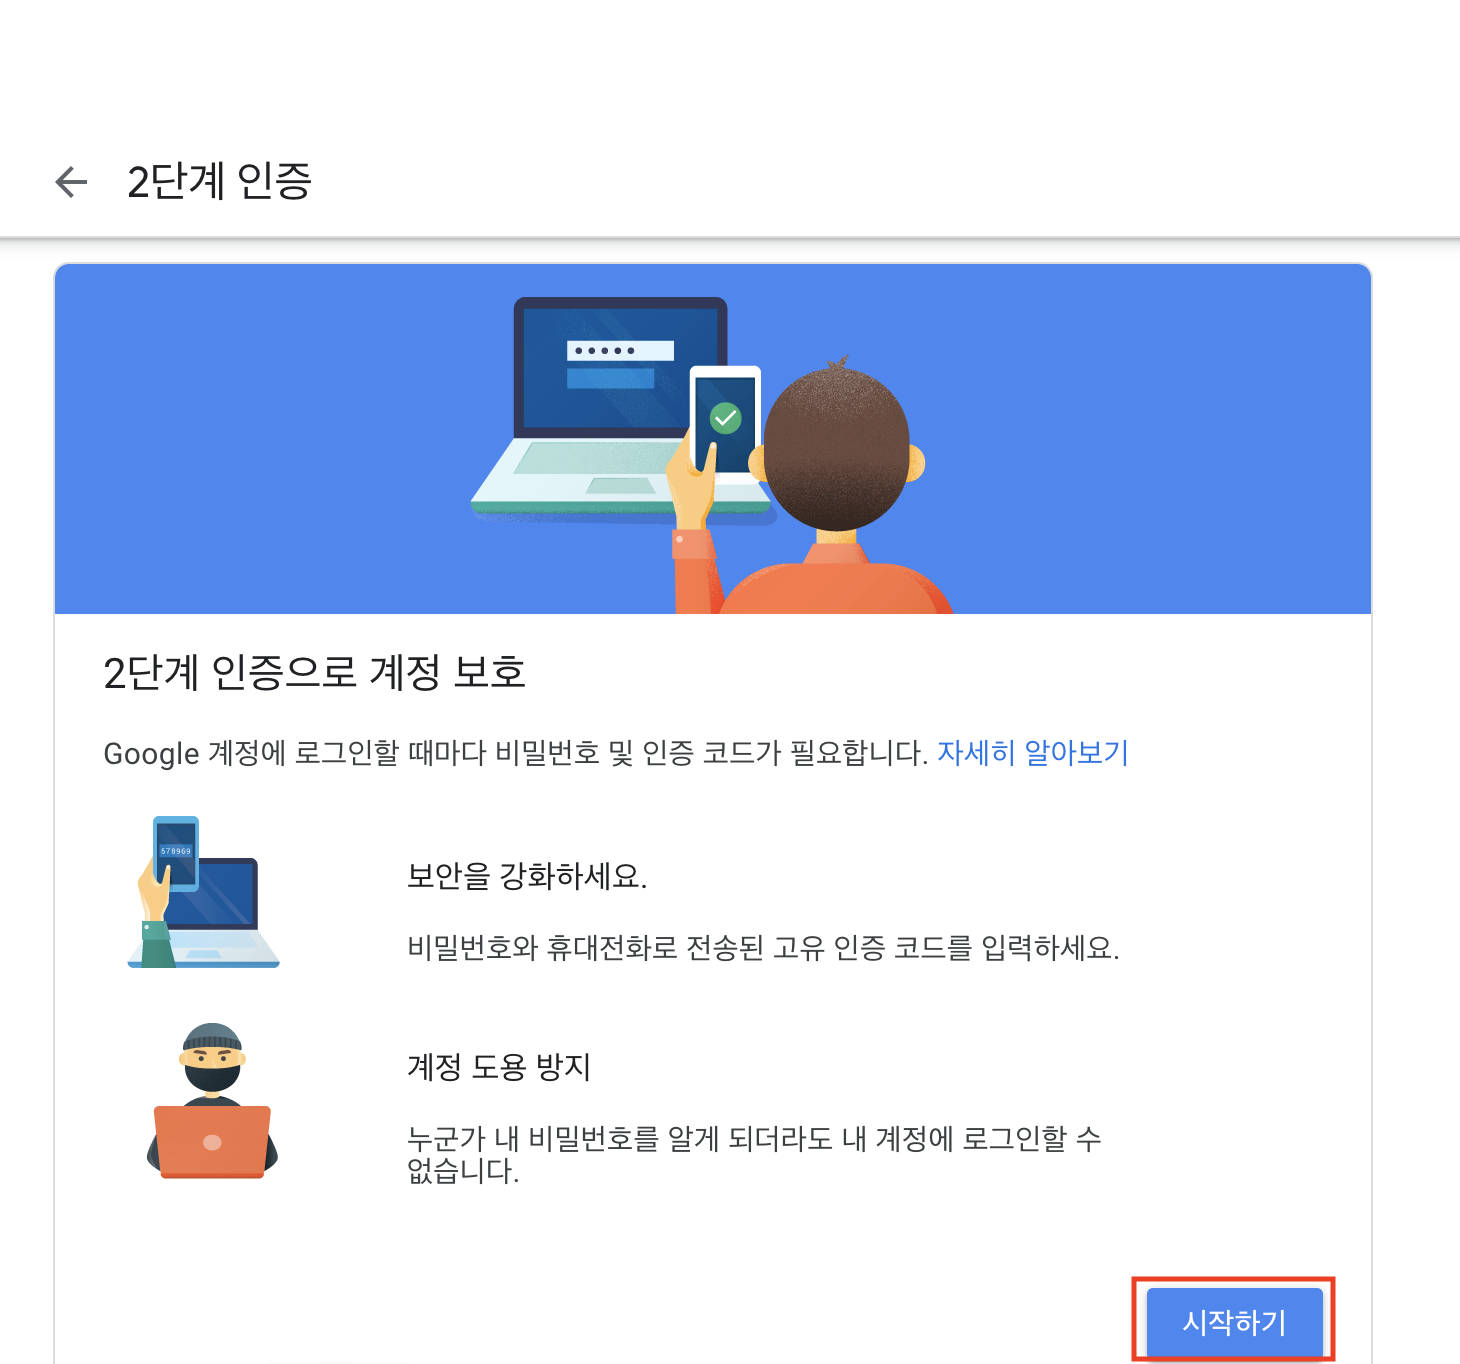 2단계 인증
2단계 인증으로 계정 보호
Google 계정에 로그인할 때마다 비밀번호 및 인증 코드가 필요합니다. 자세히 알아보기
578969
보안을 강화하세요.
비밀번호와 휴대전화로 전송된 고유 인증 코드를 입력하세요.
계정 도용 방지
누군가 내 비밀번호를 알게 되더라도 내 계정에 로그인할 수
없습니다.
시작하기